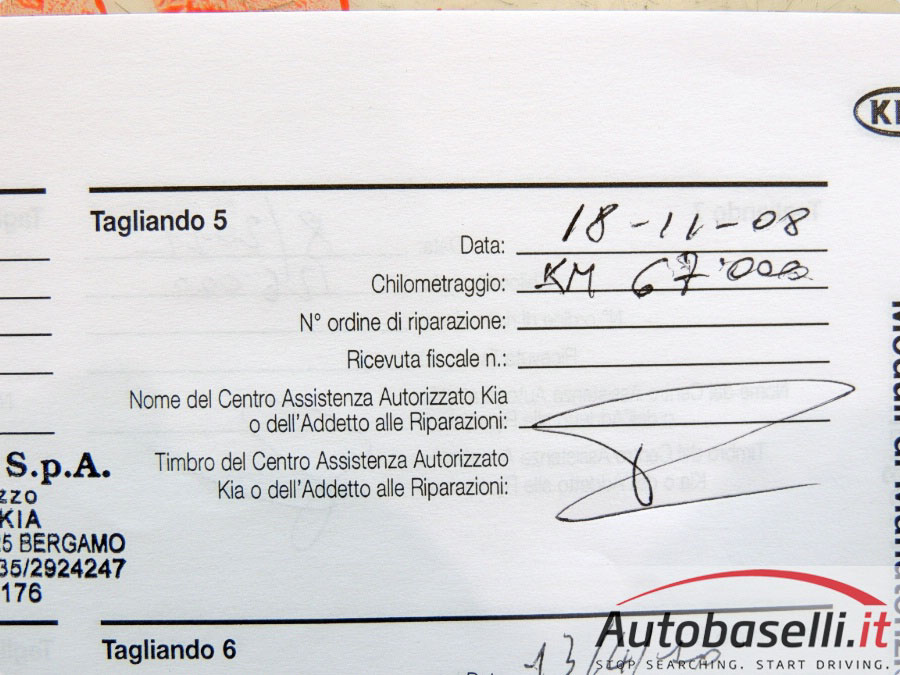 KI
Tagliando 5
Data: 18-11-08
Chilometraggio: KM 67.000
N° ordine di riparazione:
Ricevuta fiscale n.:
Nome del Centro Assistenza Autorizzato Kia
o dell'Addetto alle Riparazioni:
Timbro del Centro Assistenza Autorizzato
Kia o dell'Addetto alle Riparazioni:
S.p.A.
KIA
BERGAMO
35/2924247
176
Tagliando 6
Autobaselli.it
STOP SEARCHING. START DRIVING.